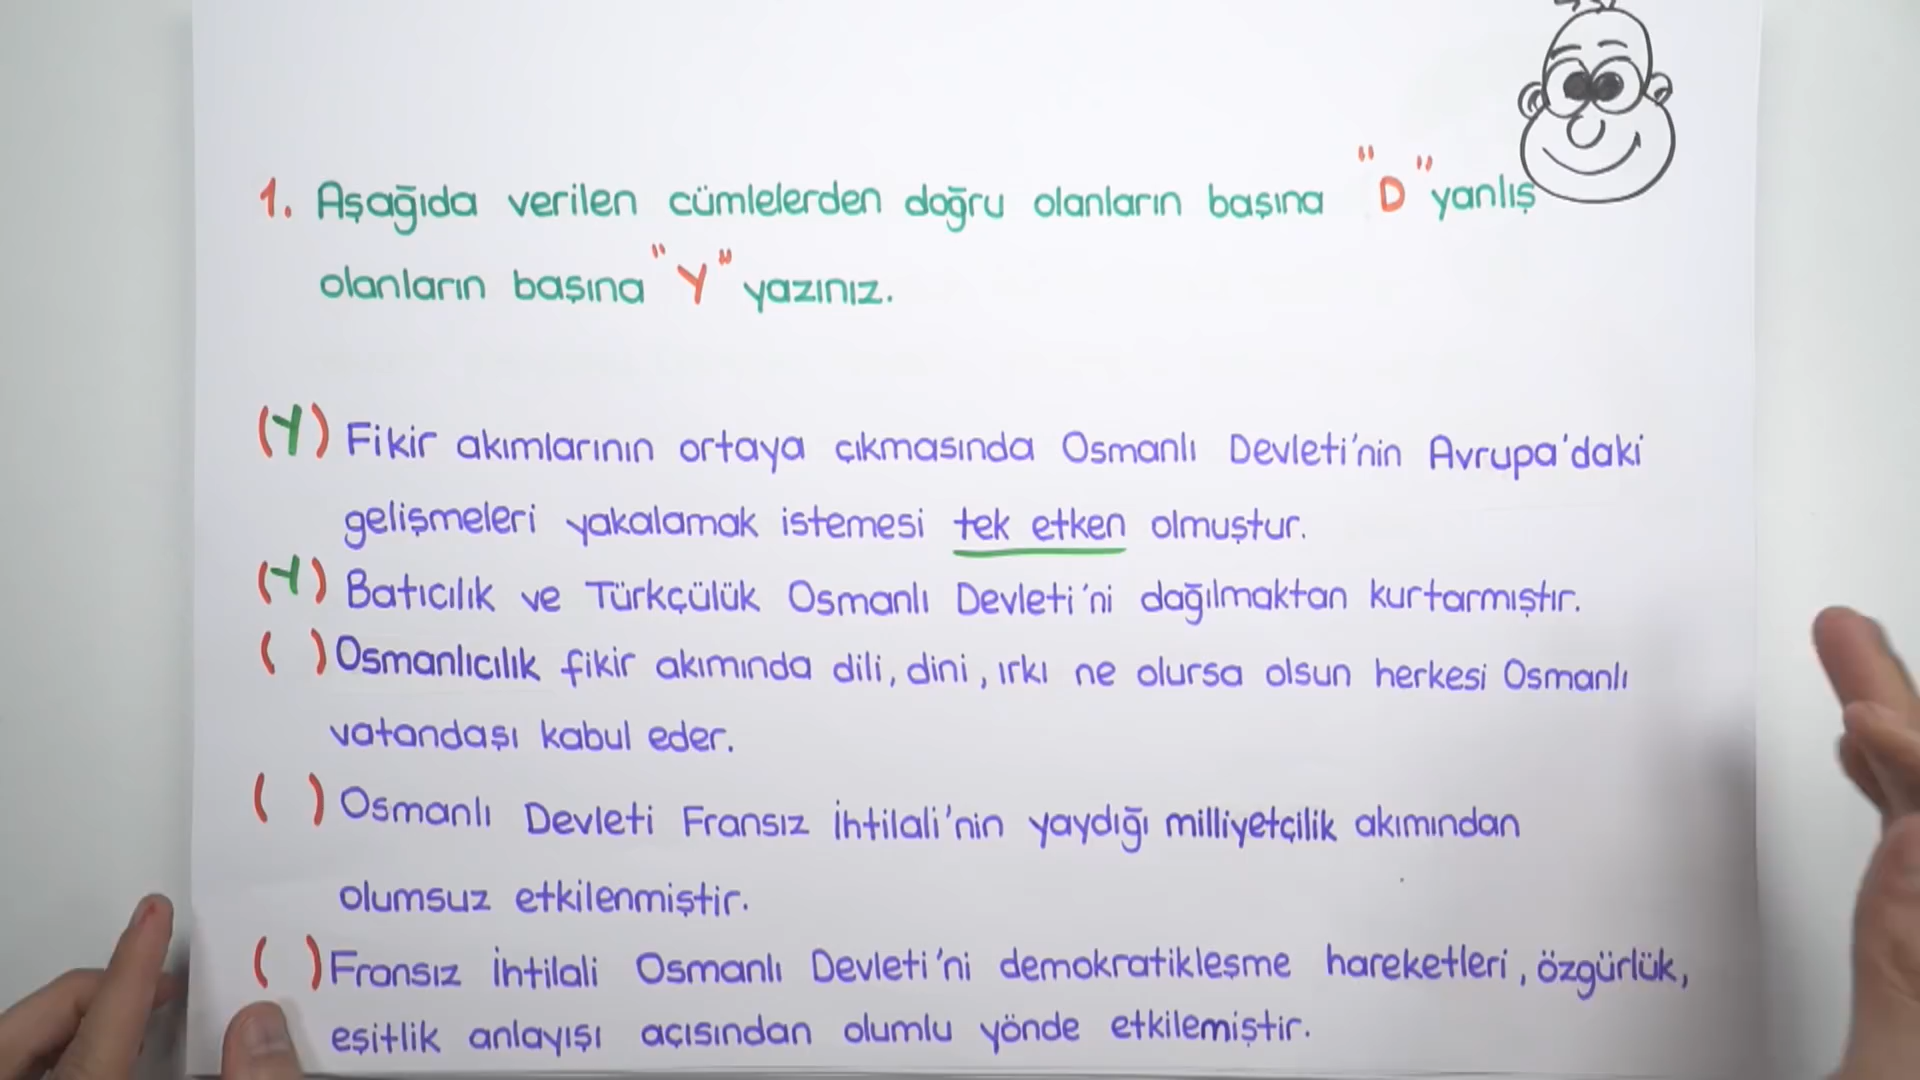 1. Aşağıda verilen cümlelerden doğru olanların başına "D" yanlış
olanların başına "Y" yazınız.
(Y) Fikir akımlarının ortaya çıkmasında Osmanlı Devleti'nin Avrupa'daki
gelişmeleri yakalamak istemesi tek etken olmuştur.
(Y) Batıcılık ve Türkçülük Osmanlı Devleti'ni dağılmaktan kurtarmıştır.
( ) Osmanlıcılık fikir akımında dili, dini, ırkı ne olursa olsun herkesi Osmanlı
vatandaşı kabul eder.
( ) Osmanlı Devleti Fransız İhtilali'nin yaydığı milliyetçilik akımından
olumsuz etkilenmiştir.
( ) Fransız İhtilali Osmanlı Devleti'ni demokratikleşme hareketleri, özgürlük,
eşitlik anlayışı açısından olumlu yönde etkilemiştir.